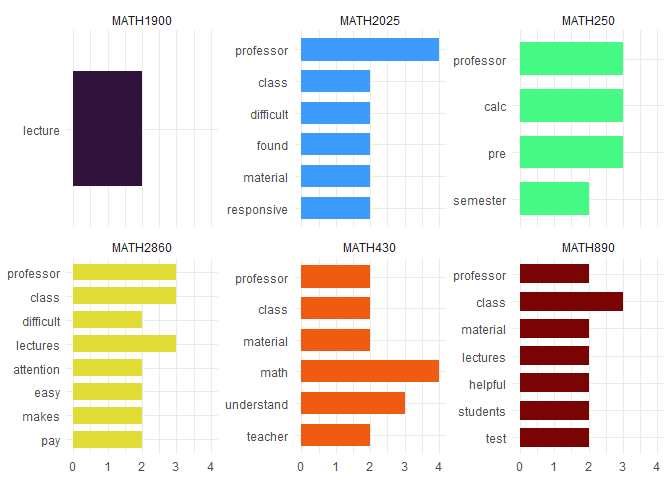 MATH1900
lecture
MATH2025
professor
class
difficult
found
material
responsive
MATH250
professor
calc
pre
semester
MATH2860
professor
class
difficult
lectures
attention
easy
makes
pay
0 1 2 3 4
MATH430
professor
class
material
math
understand
teacher
0 1 2 3 4
MATH890
professor
class
material
lectures
helpful
students
test
0 1 2 3 4